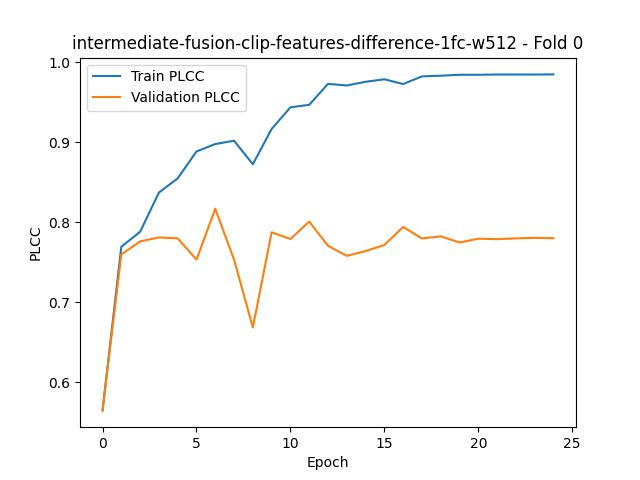 intermediate-fusion-clip-features-difference-1fc-w512 - Fold 0
Train PLCC
Validation PLCC
1.0
0.9
0.8
0.7
0.6
PLCC
0 5 10 15 20 25
Epoch